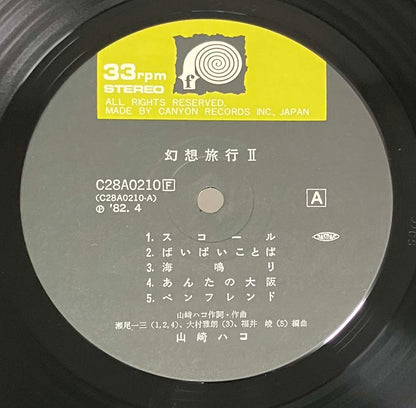 33rpm
STEREO
f
ALL RIGHTS RESERVED.
MADE BY CANYON RECORDS INC., JAPAN
幻想旅行 II
C28A0210 F
(C28A0210-A)
Ⓟ '82. 4
A
1. スコール
2. ばいばいことば
3. 海鳴り
4. あんたの大阪
5. ペンフレンド
山崎ハコ作詞・作曲
瀬尾一三(1,2,4), 大村雅朗(3), 福井 崚(5)編曲
山崎ハコ